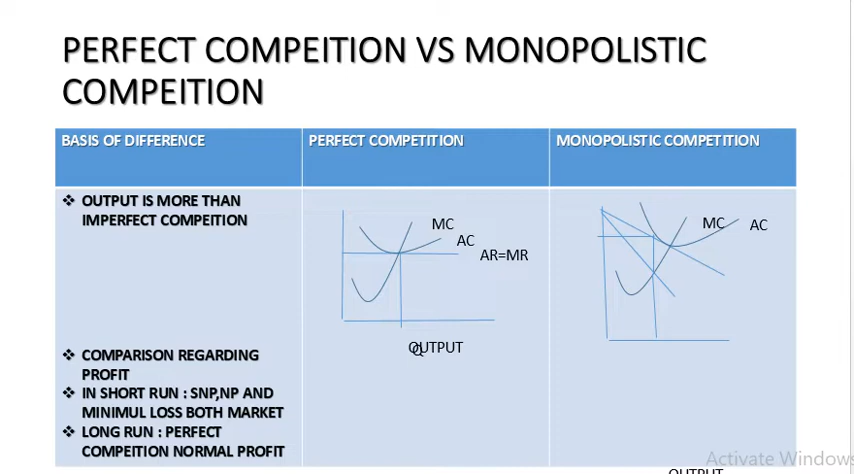 PERFECT COMPEITION VS MONOPOLISTIC
COMPEITION
BASIS OF DIFFERENCE
PERFECT COMPETITION
MONOPOLISTIC COMPETITION
❖ OUTPUT IS MORE THAN
IMPERFECT COMPEITION
MC
AC
AR=MR
Q
OUTPUT
MC
AC
❖ COMPARISON REGARDING
PROFIT
❖ IN SHORT RUN : SNP,NP AND
MINIMUL LOSS BOTH MARKET
❖ LONG RUN : PERFECT
COMPEITION NORMAL PROFIT
OUTPUT
Activate Windows